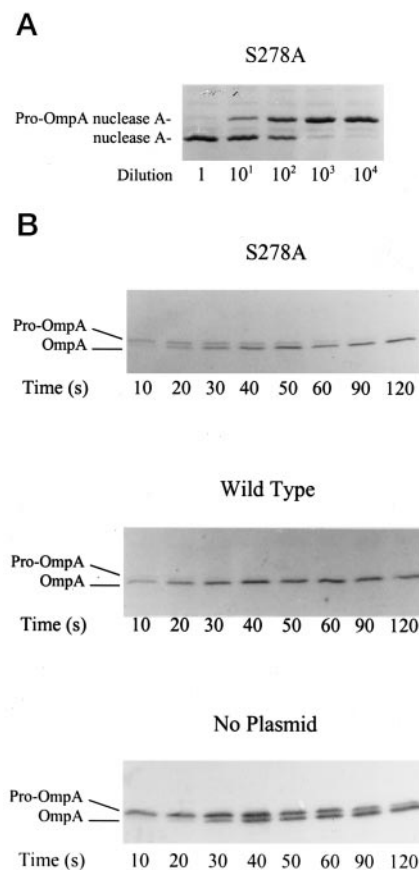 A
S278A
Pro-OmpA nuclease A-
nuclease A-
Dilution 1 10¹ 10² 10³ 10⁴
B
S278A
Pro-OmpA
OmpA
Time (s) 10 20 30 40 50 60 90 120
Wild Type
Pro-OmpA
OmpA
Time (s) 10 20 30 40 50 60 90 120
No Plasmid
Pro-OmpA
OmpA
Time (s) 10 20 30 40 50 60 90 120